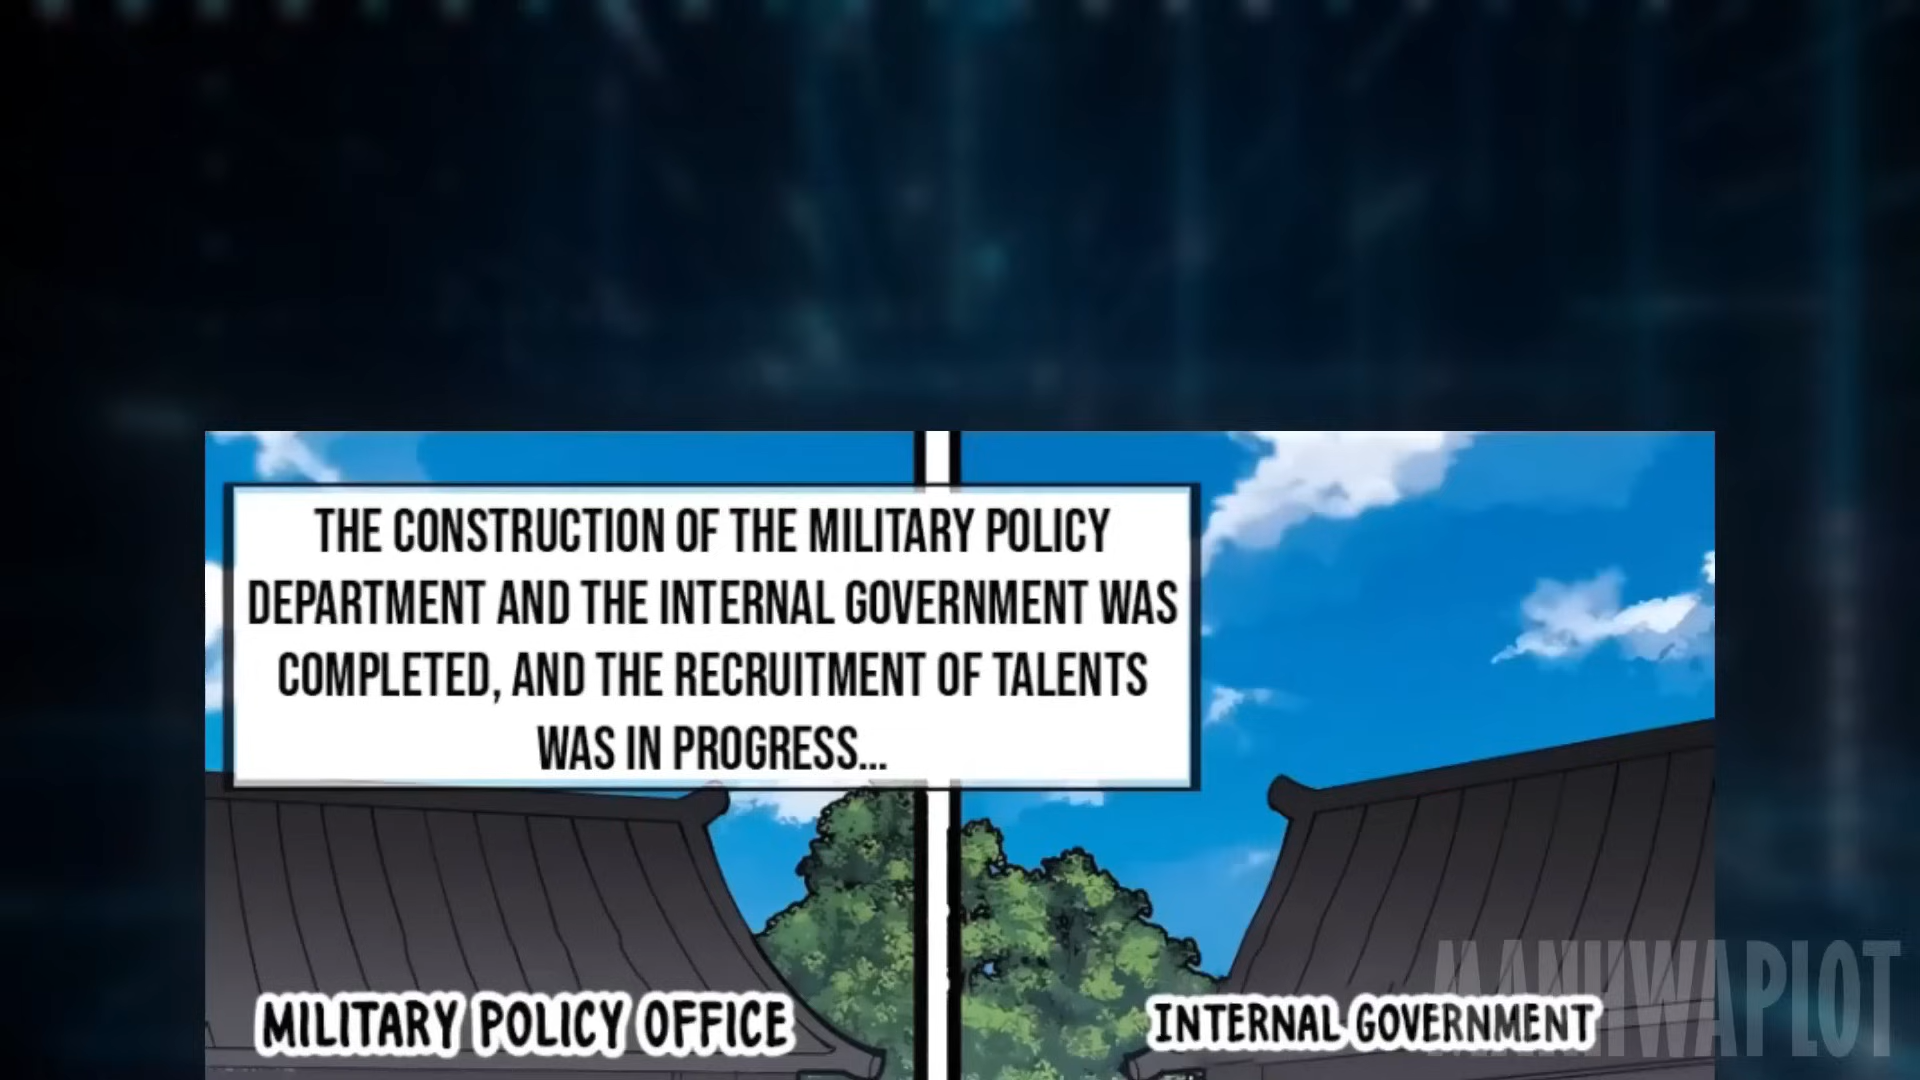 THE CONSTRUCTION OF THE MILITARY POLICY
DEPARTMENT AND THE INTERNAL GOVERNMENT WAS
COMPLETED, AND THE RECRUITMENT OF TALENTS
WAS IN PROGRESS...
MILITARY POLICY OFFICE
INTERNAL GOVERNMENT
MANHWAPLOT